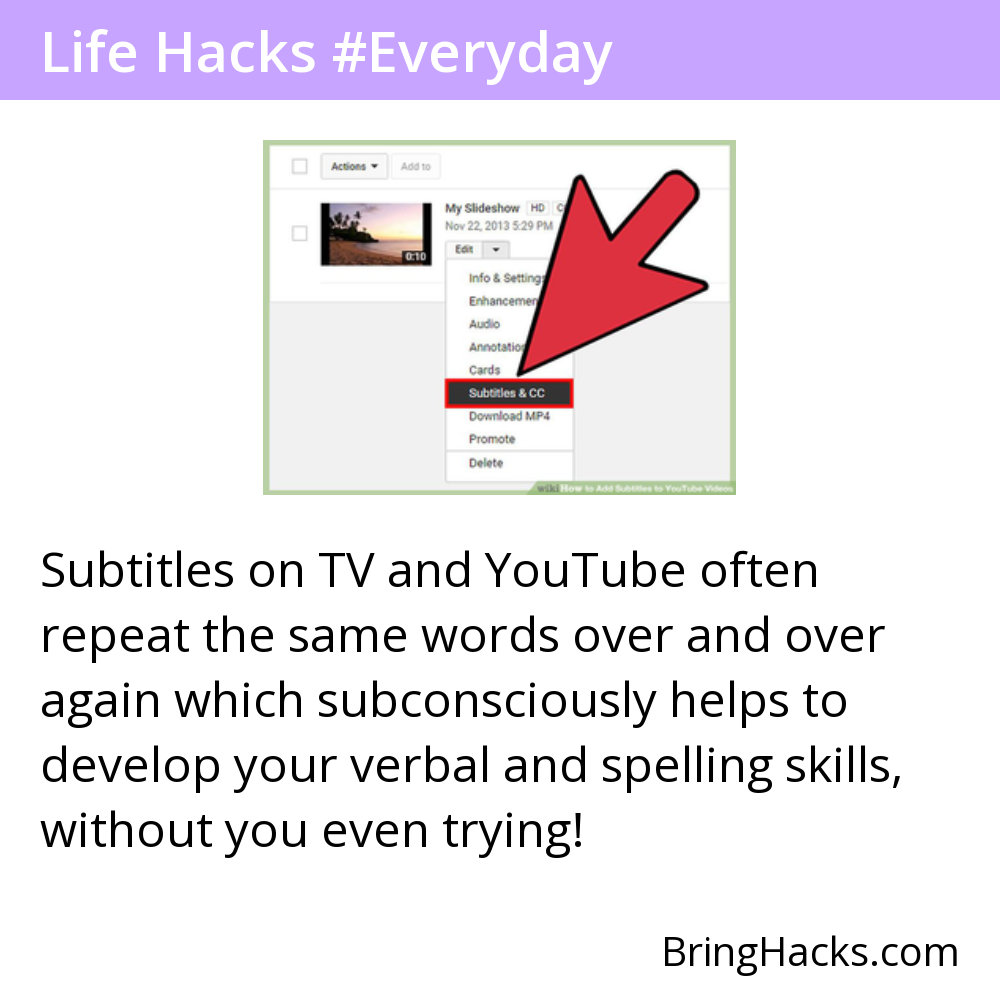 Life Hacks #Everyday
Actions Add to
My Slideshow HD
Nov 22, 2013 5:29 PM
0:10
Edit
Info & Settings
Audio
Cards
Subtitles & CC
Download MP4
Promote
Delete
wikiHow to Add Subtitles to YouTube Videos
Subtitles on TV and YouTube often
repeat the same words over and over
again which subconsciously helps to
develop your verbal and spelling skills,
without you even trying!
BringHacks.com